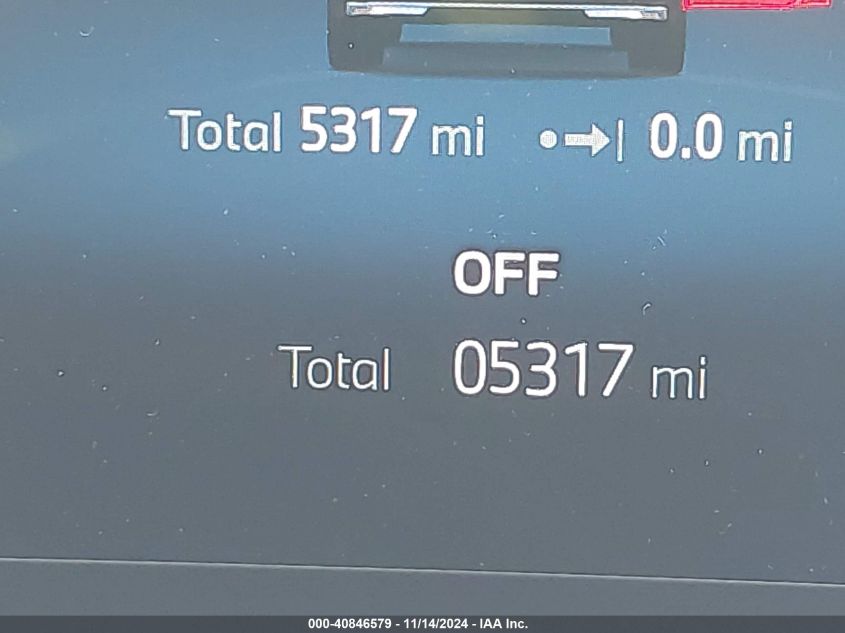 Total 5317 mi 0.0 mi
OFF
Total 05317 mi
000-40846579 - 11/14/2024 - IAA Inc.